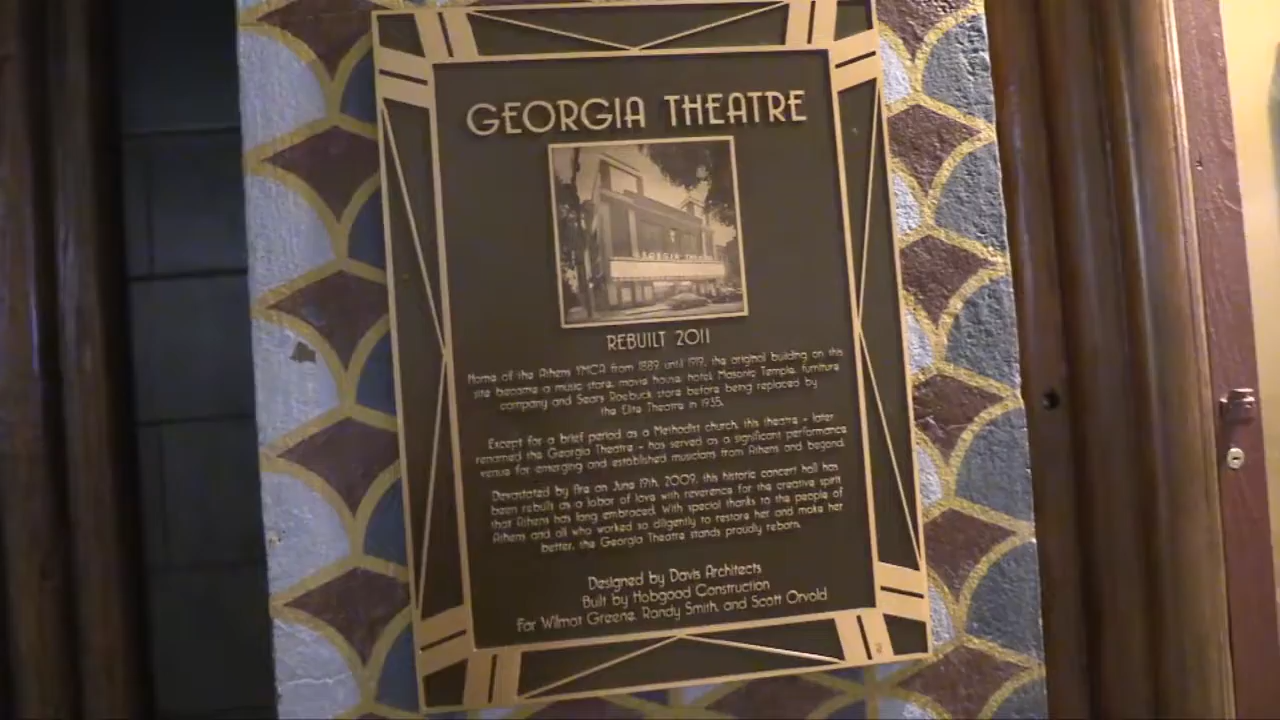 GEORGIA THEATRE
GEORGIA THEATRE
REBUILT 2011
Home of the Athens YMCA from 1889 until 1919, the original building on this
site became a music store, movie house, hotel, Masonic Temple, furniture
company and Sears Roebuck store before being replaced by
the Elite Theatre in 1935.
Except for a brief period as a Methodist church, this theatre - later
renamed the Georgia Theatre - has served as a significant performance
venue for emerging and established musicians from Athens and beyond.
Devastated by fire on June 19th, 2009, this historic concert hall has
been rebuilt as a labor of love with reverence for the creative spirit
that Athens has long embraced. With special thanks to the people of
Athens and all who worked so diligently to restore her and make her
better, the Georgia Theatre stands proudly reborn.
Designed by Davis Architects
Built by Hobgood Construction
For Wilmot Greene, Randy Smith, and Scott Orvold